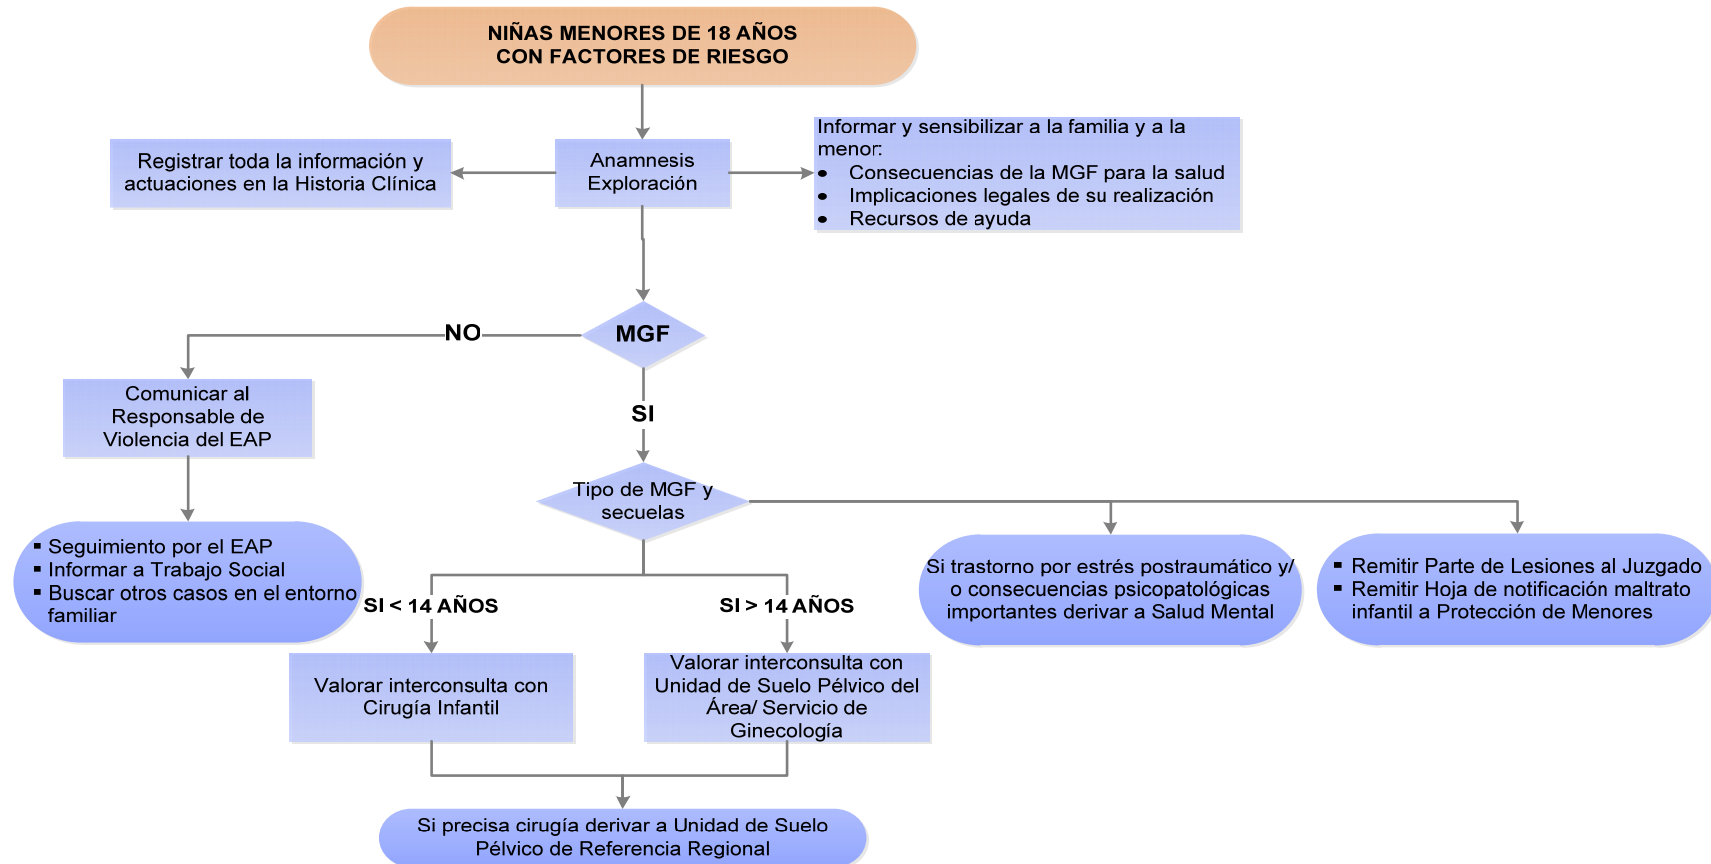 NIÑAS MENORES DE 18 AÑOS
CON FACTORES DE RIESGO
Registrar toda la información y
actuaciones en la Historia Clínica
Anamnesis
Exploración
Informar y sensibilizar a la familia y a la
menor:
• Consecuencias de la MGF para la salud
• Implicaciones legales de su realización
• Recursos de ayuda
MGF
NO
SI
Comunicar al
Responsable de
Violencia del EAP
Tipo de MGF y
secuelas
▪ Seguimiento por el EAP
▪ Informar a Trabajo Social
▪ Buscar otros casos en el entorno
familiar
SI < 14 AÑOS
SI > 14 AÑOS
Si trastorno por estrés postraumático y/
o consecuencias psicopatológicas
importantes derivar a Salud Mental
▪ Remitir Parte de Lesiones al Juzgado
▪ Remitir Hoja de notificación maltrato
infantil a Protección de Menores
Valorar interconsulta con
Cirugía Infantil
Valorar interconsulta con
Unidad de Suelo Pélvico del
Área/ Servicio de
Ginecología
Si precisa cirugía derivar a Unidad de Suelo
Pélvico de Referencia Regional